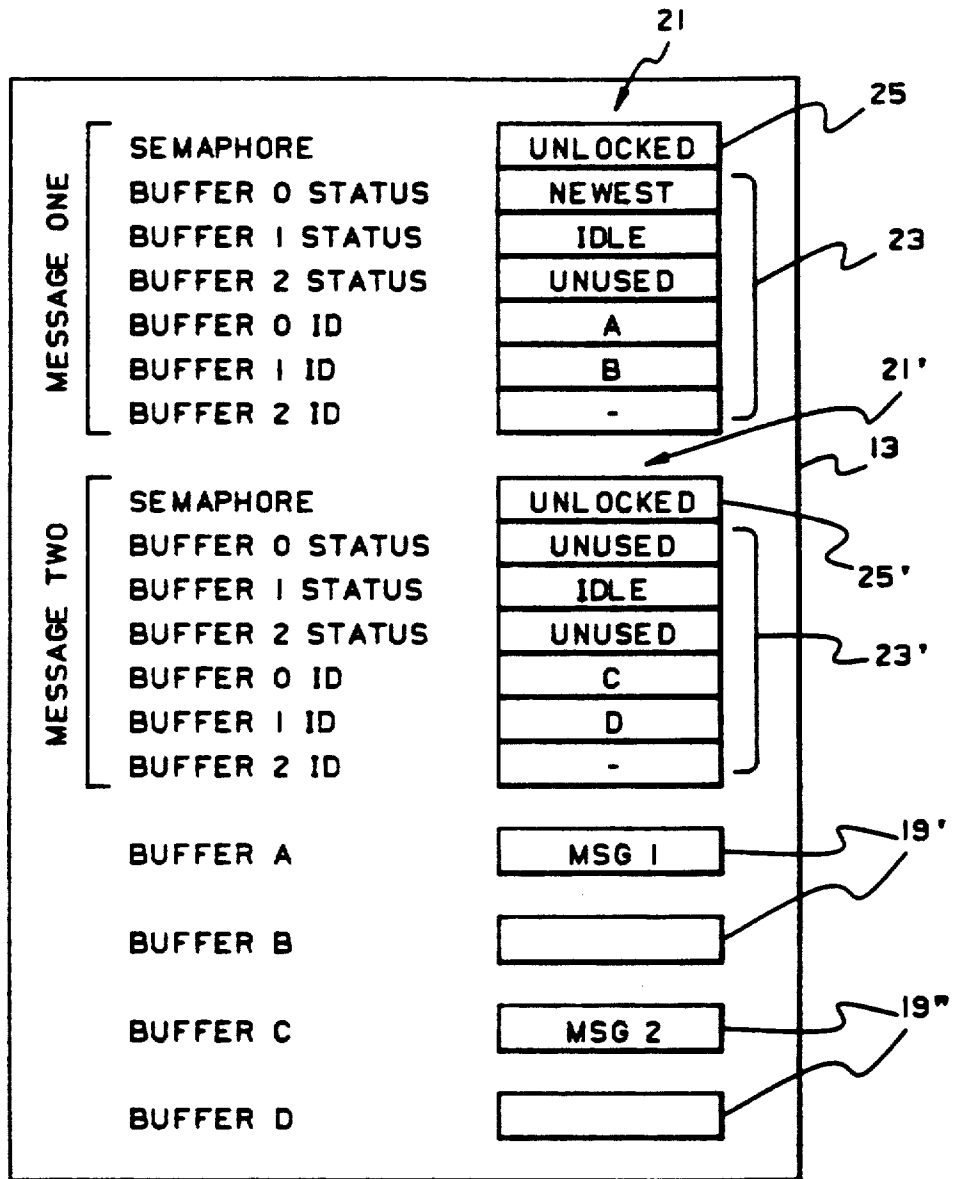 21
25
MESSAGE ONE
SEMAPHORE UNLOCKED
BUFFER 0 STATUS NEWEST
BUFFER 1 STATUS IDLE
23
BUFFER 2 STATUS UNUSED
BUFFER 0 ID A
BUFFER 1 ID B
21'
BUFFER 2 ID -
13
MESSAGE TWO
SEMAPHORE UNLOCKED
BUFFER 0 STATUS UNUSED
25'
BUFFER 1 STATUS IDLE
BUFFER 2 STATUS UNUSED
23'
BUFFER 0 ID C
BUFFER 1 ID D
BUFFER 2 ID -
19'
BUFFER A MSG 1
BUFFER B
19"
BUFFER C MSG 2
BUFFER D